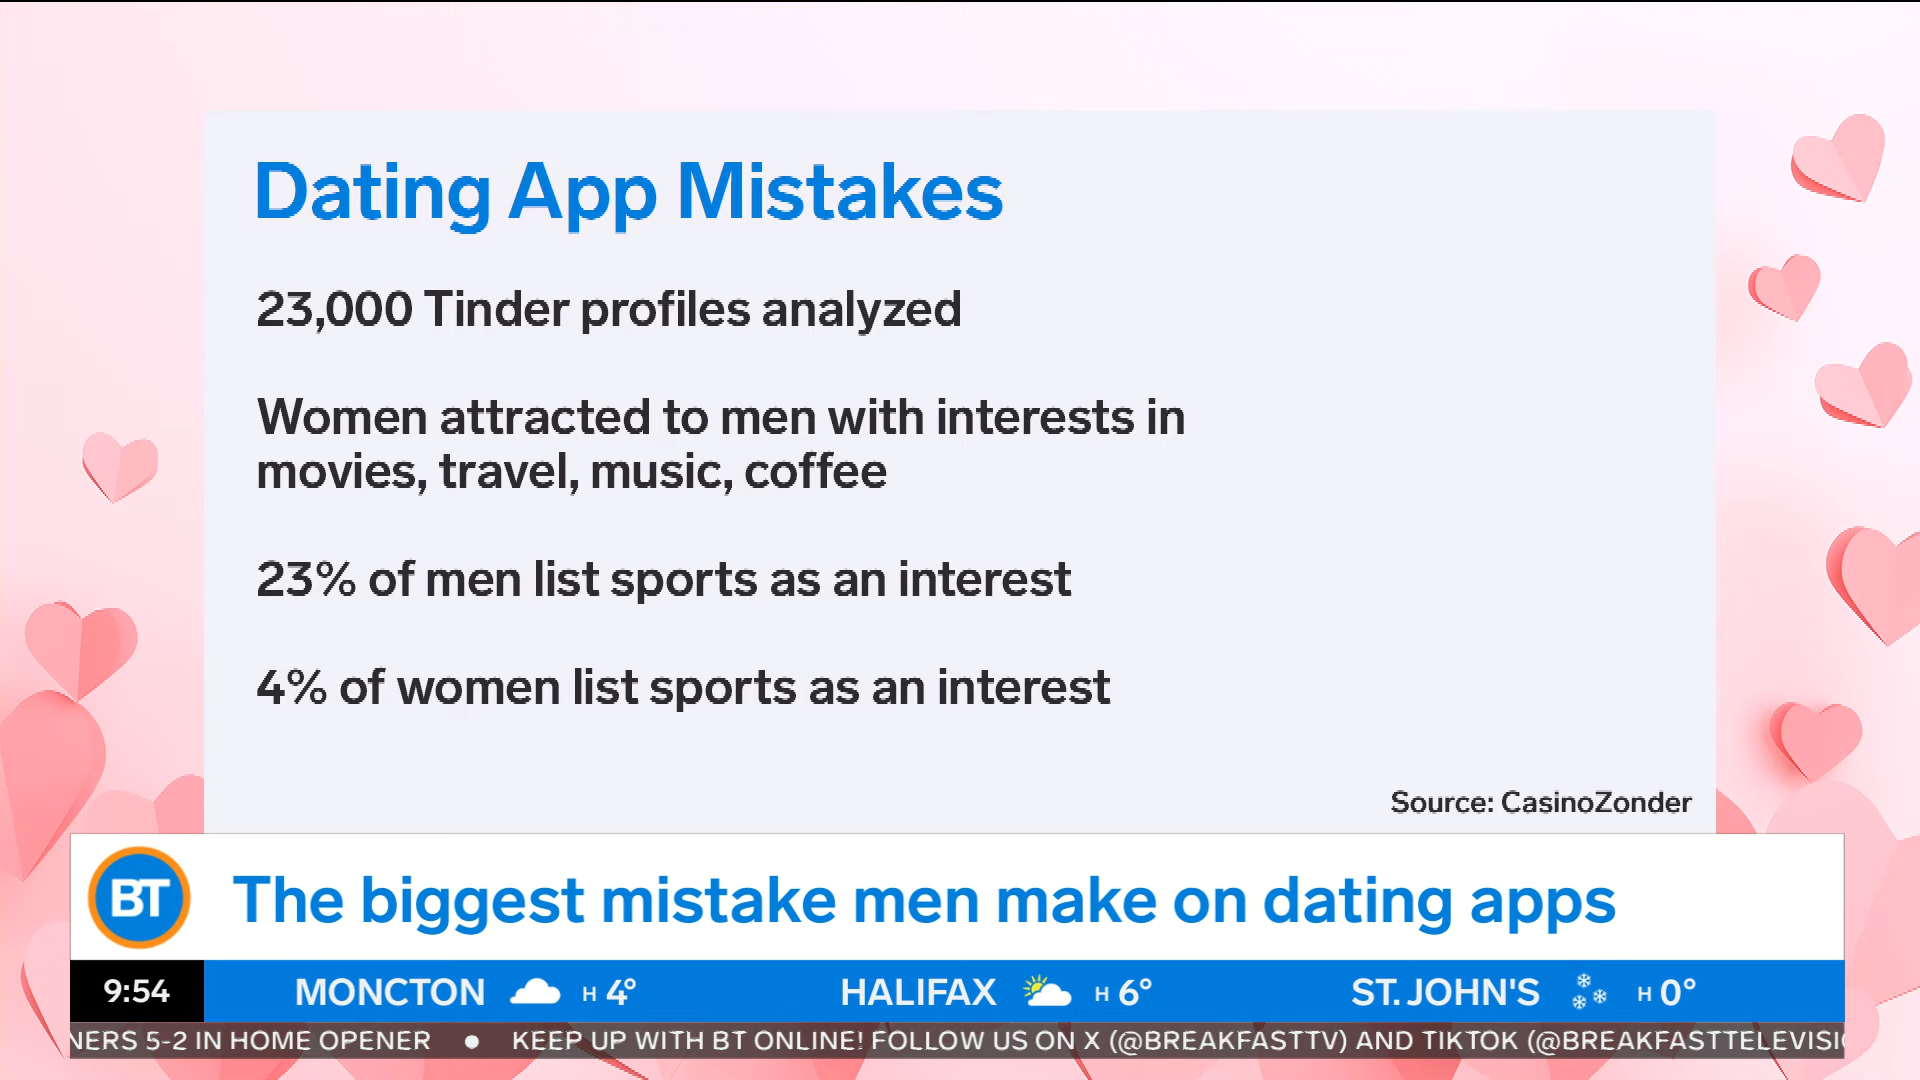 Dating App Mistakes
23,000 Tinder profiles analyzed
Women attracted to men with interests in
movies, travel, music, coffee
23% of men list sports as an interest
4% of women list sports as an interest
Source: CasinoZonder
BT
The biggest mistake men make on dating apps
9:54 MONCTON H 4° HALIFAX H 6° ST. JOHN'S H 0°
NERS 5-2 IN HOME OPENER ● KEEP UP WITH BT ONLINE! FOLLOW US ON X (@BREAKFASTTV) AND TIKTOK (@BREAKFASTTELEVISI